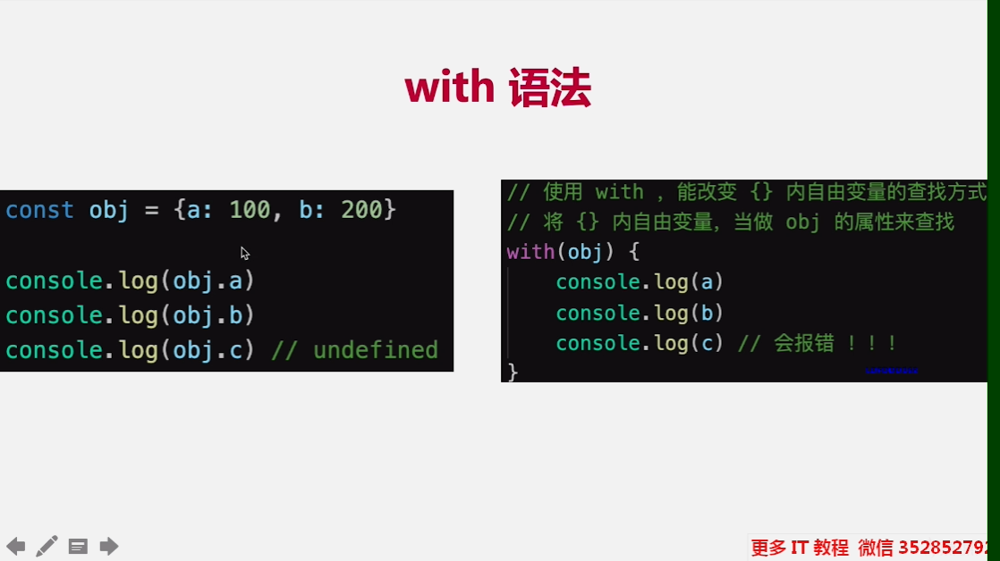 with 语法
const obj = {a: 100, b: 200}
console.log(obj.a)
console.log(obj.b)
console.log(obj.c) // undefined
// 使用 with ，能改变 {} 内自由变量的查找方式
// 将 {} 内自由变量，当做 obj 的属性来查找
with(obj) {
console.log(a)
console.log(b)
console.log(c) // 会报错 ！！！
}
更多 IT 教程 微信 352852792